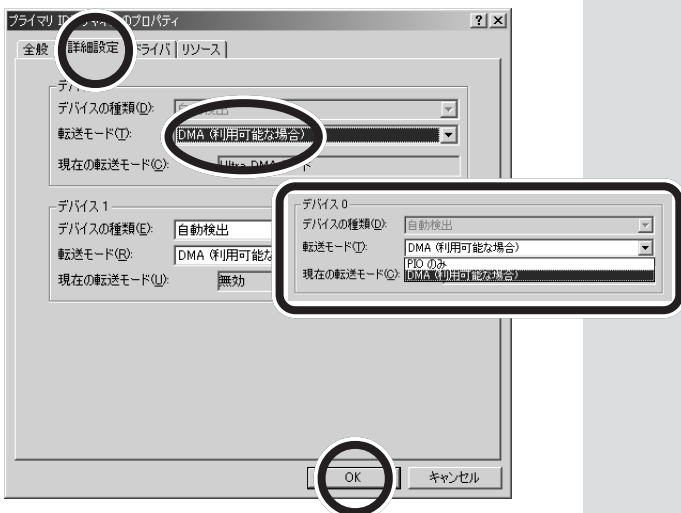 プライマリ ID のプロパティ
全般 詳細設定 ドライバ リソース
デバイスの種類(D): 自動検出
転送モード(T): DMA (利用可能な場合)
現在の転送モード(C): Ultra DMA
デバイス 1
デバイスの種類(E): 自動検出
転送モード(R): DMA (利用可能な
現在の転送モード(U): 無効
デバイス 0
デバイスの種類(D): 自動検出
転送モード(T): DMA (利用可能な場合)
PIO のみ
現在の転送モード(C): DMA (利用可能な場合)
OK キャンセル